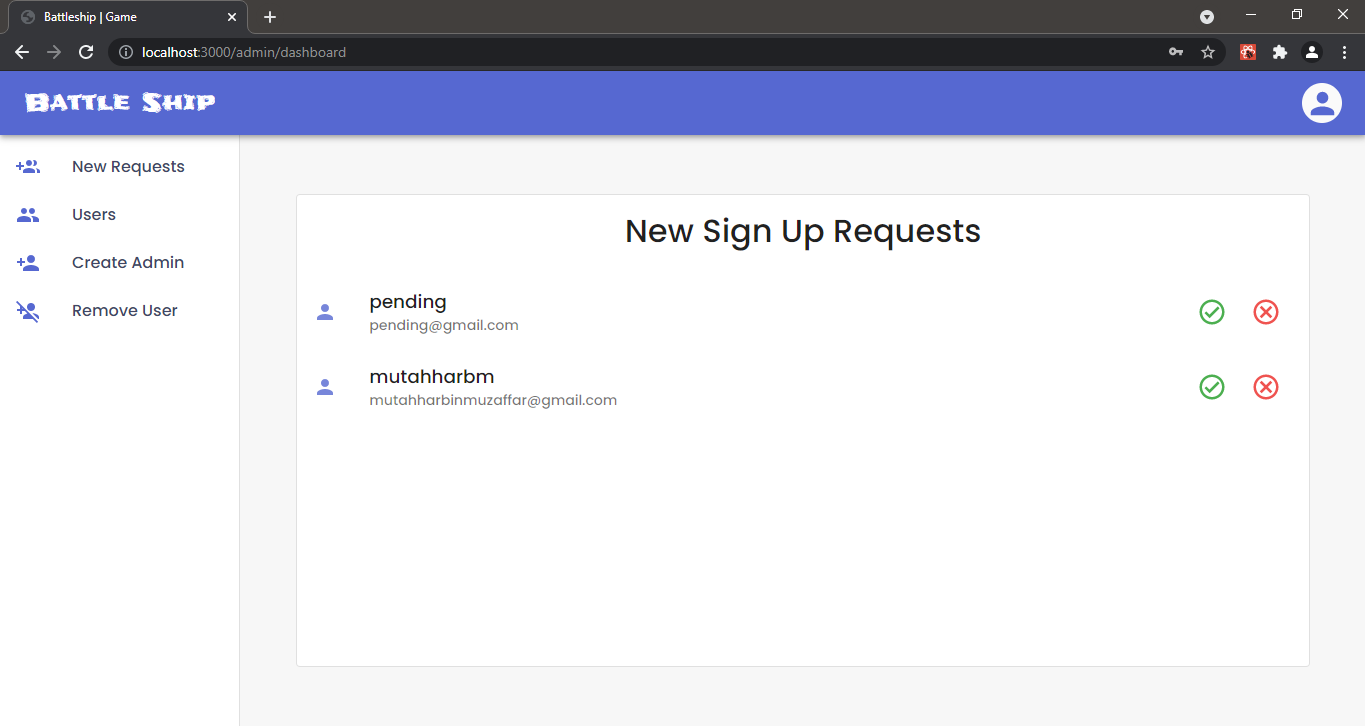 Battleship | Game
localhost:3000/admin/dashboard
Battle Ship
New Requests
Users
Create Admin
Remove User
New Sign Up Requests
pending
pending@gmail.com
mutahharbm
mutahharbinmuzaffar@gmail.com